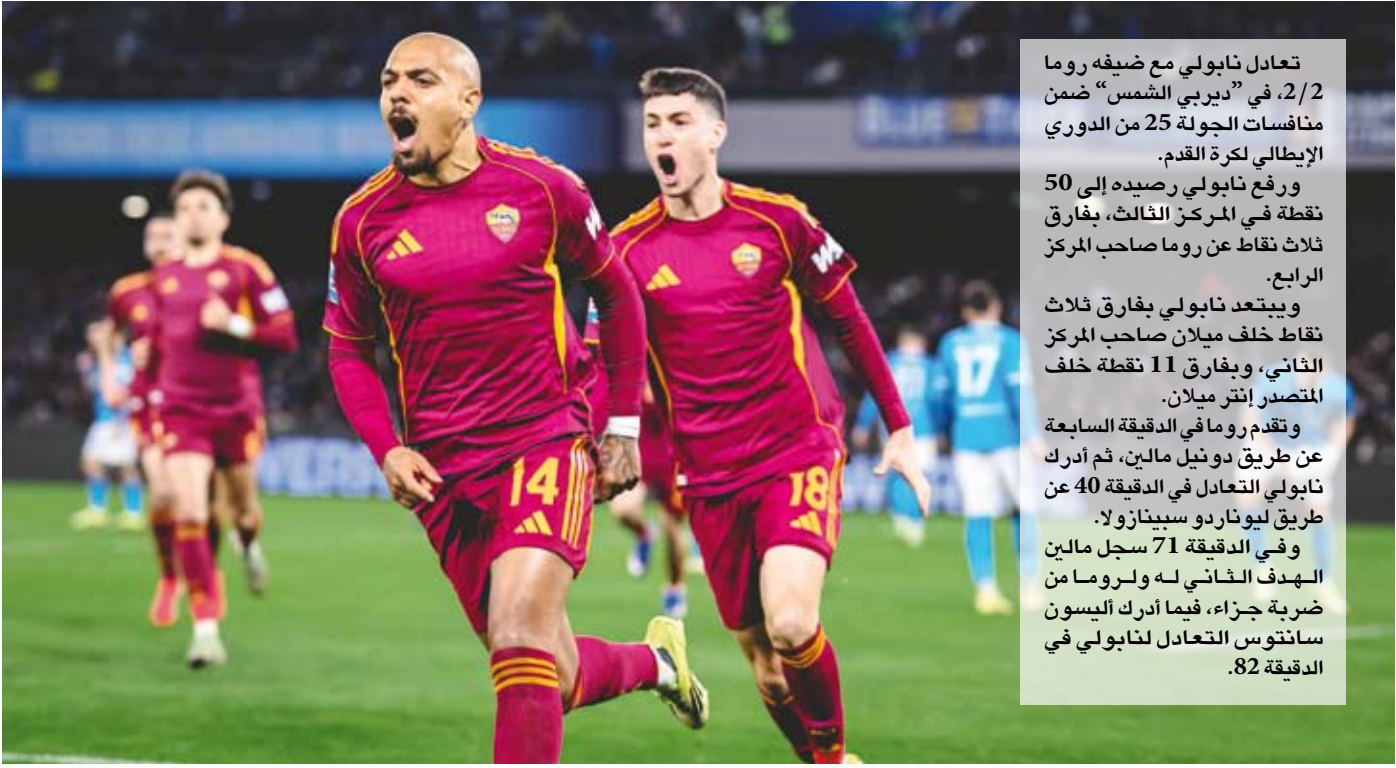 تعادل نابولي مع ضيفه روما
2/2، في ”ديربي الشمس“ ضمن
منافسات الجولة 25 من الدوري
الإيطالي لكرة القدم.
ورفع نابولي رصيده إلى 50
نقطة في المركز الثالث، بفارق
ثلاث نقاط عن روما صاحب المركز
الرابع.
ويبتعد نابولي بفارق ثلاث
نقاط خلف ميلان صاحب المركز
الثاني، وبفارق 11 نقطة خلف
المتصدر إنتر ميلان.
وتقدم روما في الدقيقة السابعة
عن طريق دونيل مالين، ثم أدرك
نابولي التعادل في الدقيقة 40 عن
طريق ليوناردو سبينازولا.
وفي الدقيقة 71 سجل مالين
الهدف الثاني له ولروما من
ضربة جزاء، فيما أدرك أليسون
سانتوس التعادل لنابولي في
الدقيقة 82.
14
18
17